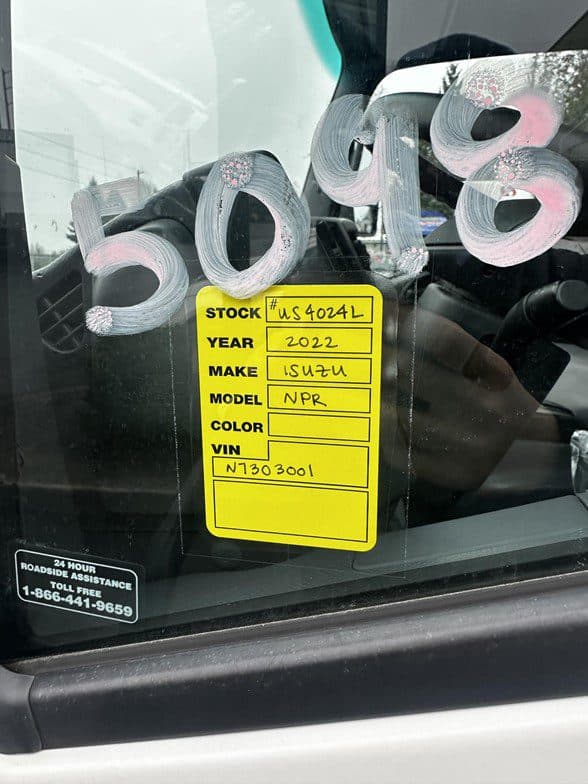 5098
STOCK #US4024L
YEAR 2022
MAKE ISUZU
MODEL NPR
COLOR
VIN
N7303001
24 HOUR
ROADSIDE ASSISTANCE
TOLL FREE
1-866-441-9659